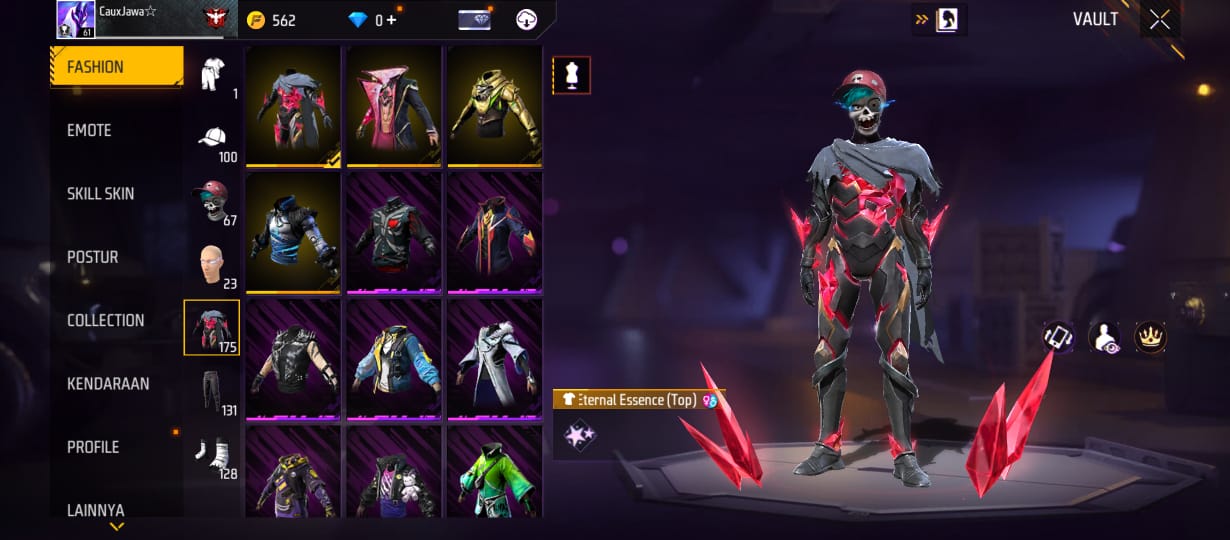 CauxJawa☆
61
562
0+
VAULT
FASHION
EMOTE
SKILL SKIN
POSTUR
COLLECTION
KENDARAAN
PROFILE
LAINNYA
1
100
67
23
175
131
128
Eternal Essence (Top)